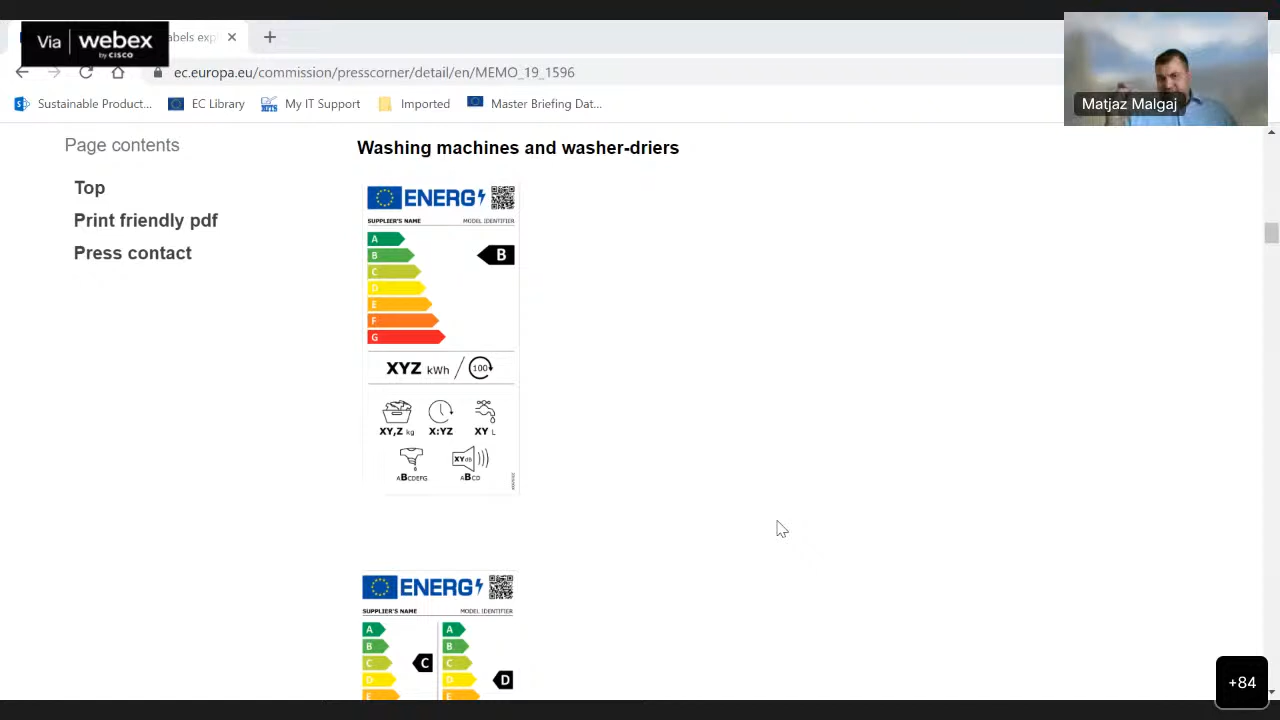 Via webex
by CISCO
abels exp
ec.europa.eu/commission/presscorner/detail/en/MEMO_19_1596
Sustainable Product... EC Library My IT Support Imported Master Briefing Dat...
Matjaz Malgaj
Page contents
Top
Print friendly pdf
Press contact
Washing machines and washer-driers
ENERG
SUPPLIER'S NAME MODEL IDENTIFIER
A
B B
C
D
E
F
G
XYZ kWh / 100
XY,Z kg X:YZ XY L
XY dB
ABCDEFG ABCD
ENERG
SUPPLIER'S NAME MODEL IDENTIFIER
A A
B B
C C C
D D D
E E
+84